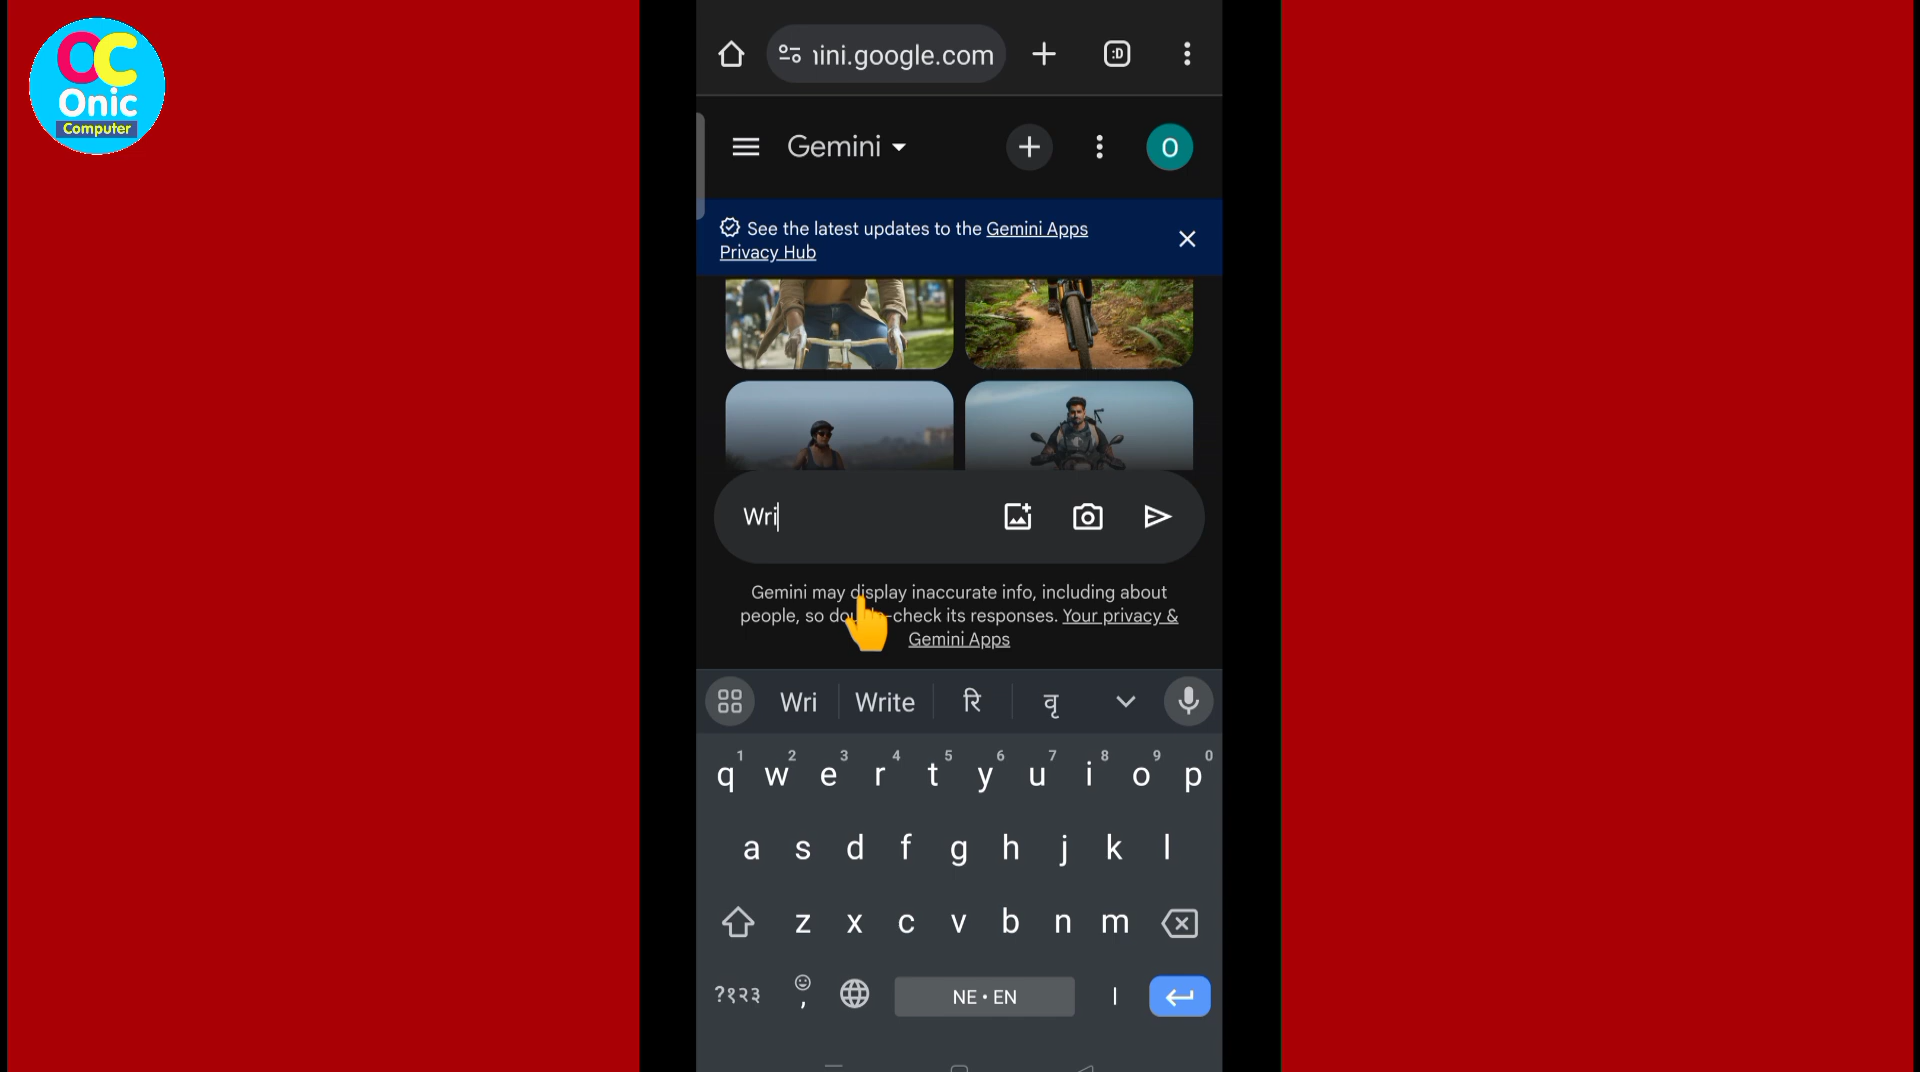 OC
Onic
Computer
ini.google.com
:D
Gemini
O
See the latest updates to the Gemini Apps
Privacy Hub
Wri
Gemini may display inaccurate info, including about
people, so double-check its responses. Your privacy &
Gemini Apps
Wri Write रि वृ
1 2 3 4 5 6 7 8 9 0
q w e r t y u i o p
a s d f g h j k l
z x c v b n m
?१२३ , NE • EN ।